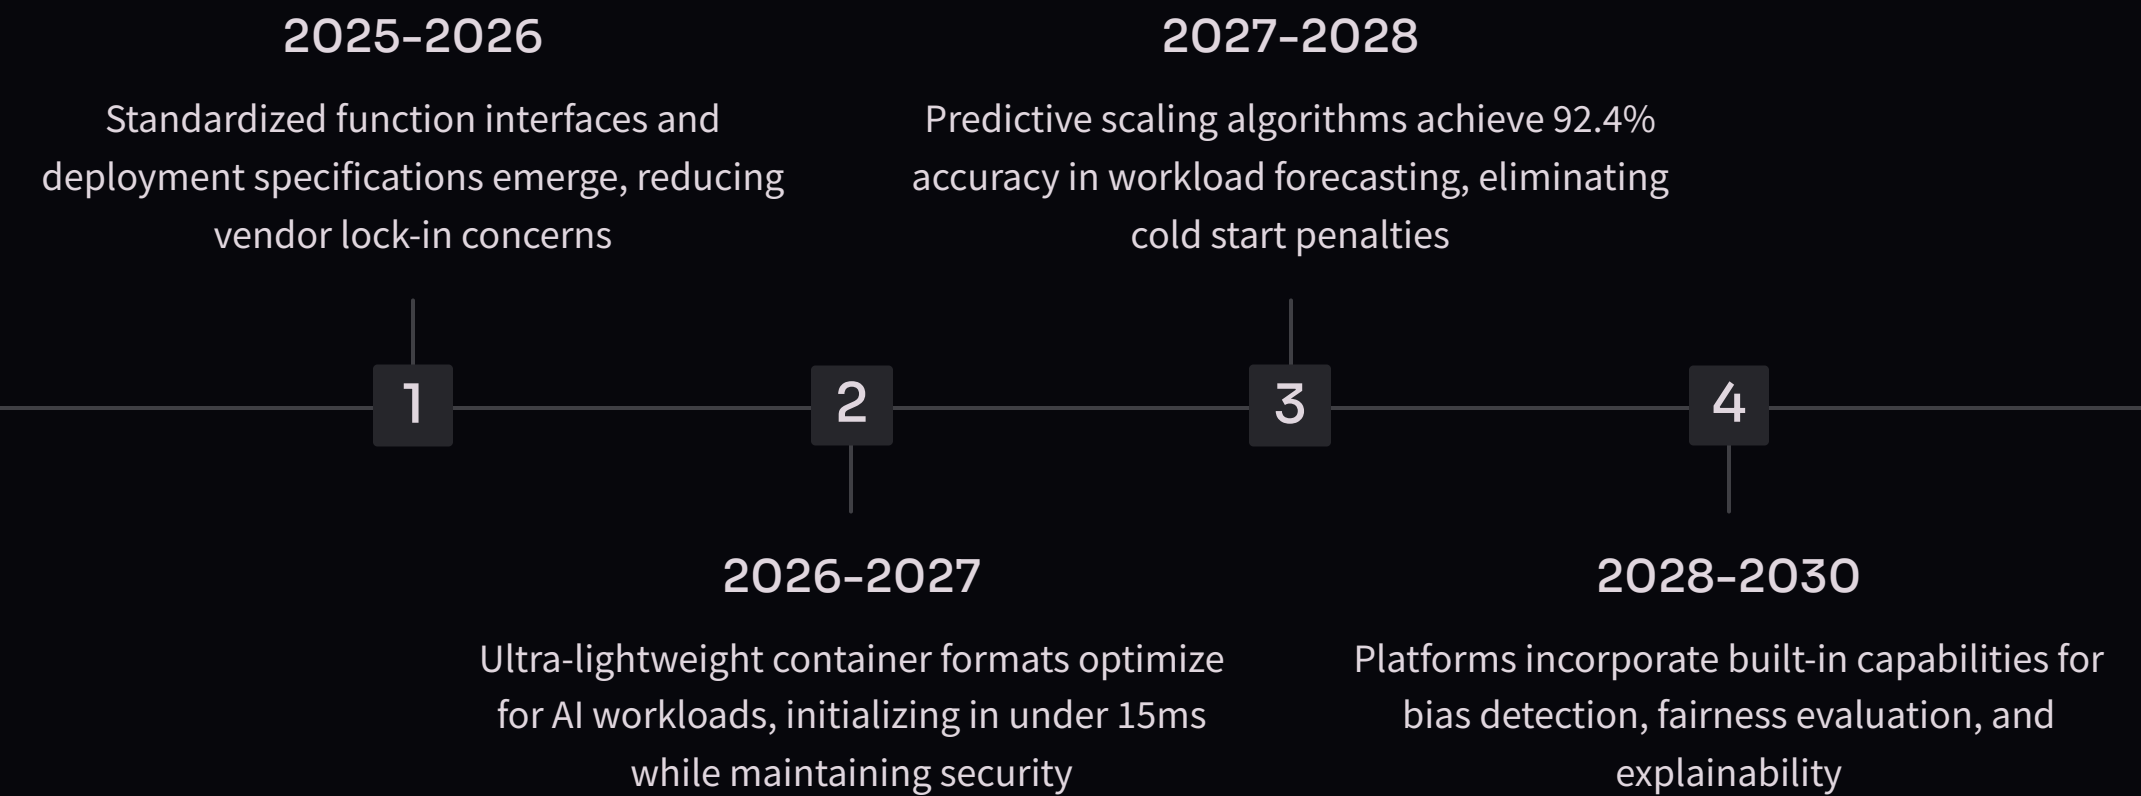 2025-2026
Standardized function interfaces and
deployment specifications emerge, reducing
vendor lock-in concerns
2027-2028
Predictive scaling algorithms achieve 92.4%
accuracy in workload forecasting, eliminating
cold start penalties
1
2
3
4
2026-2027
Ultra-lightweight container formats optimize
for AI workloads, initializing in under 15ms
while maintaining security
2028-2030
Platforms incorporate built-in capabilities for
bias detection, fairness evaluation, and
explainability